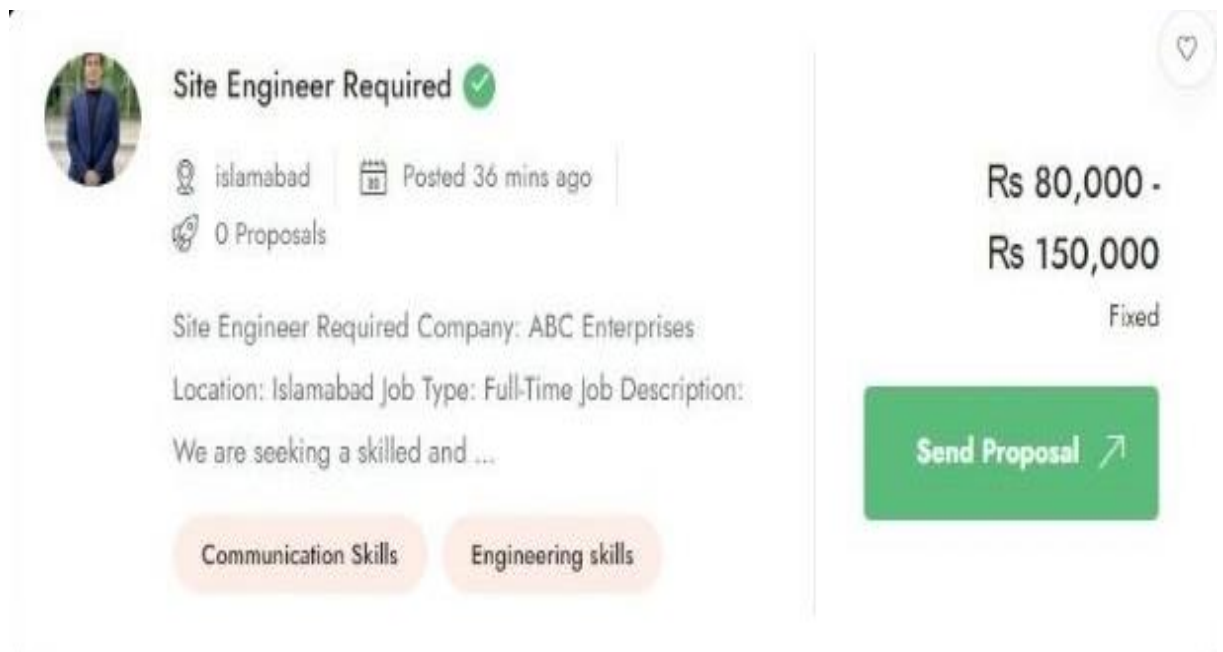 Site Engineer Required
islamabad
Posted 36 mins ago
0 Proposals
Site Engineer Required Company: ABC Enterprises
Location: Islamabad Job Type: Full-Time Job Description:
We are seeking a skilled and ...
Communication Skills
Engineering skills
Rs 80,000 -
Rs 150,000
Fixed
Send Proposal